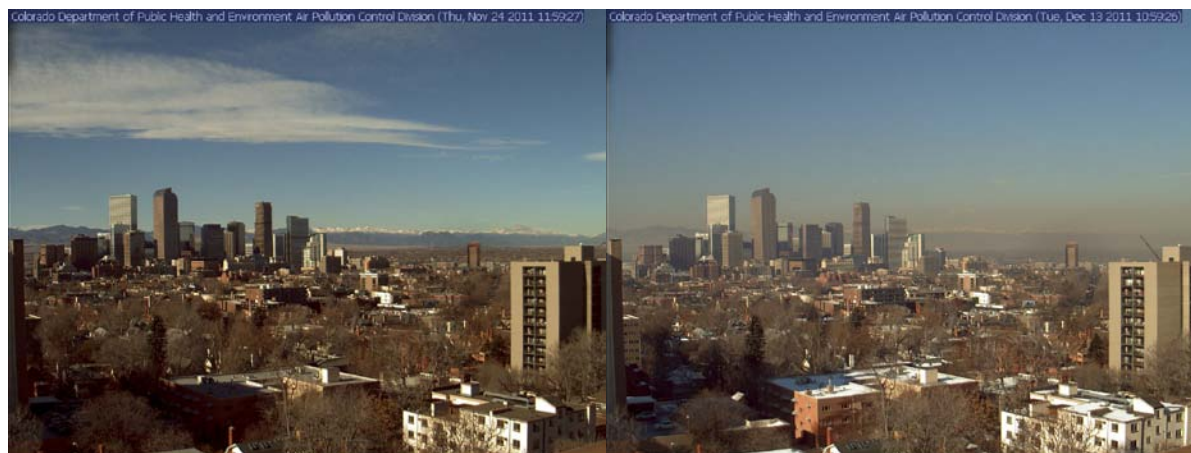 Colorado Department of Public Health and Environment Air Pollution Control Division (Thu, Nov 24 2011 11:59:27)
Colorado Department of Public Health and Environment Air Pollution Control Division (Tue, Dec 13 2011 10:59:26)